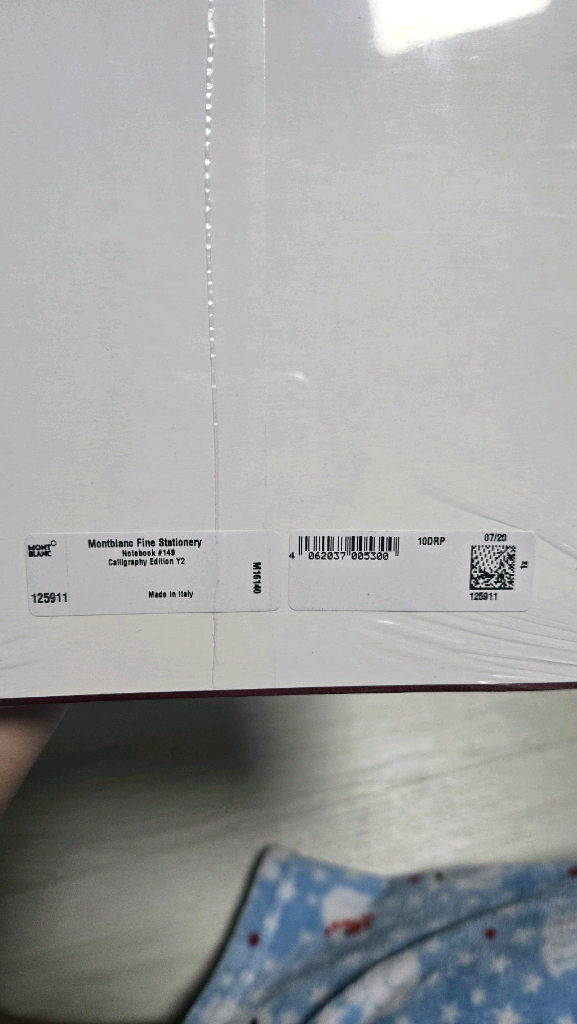 MONT
BLANC
Montblanc Fine Stationery
Notebook #149
Calligraphy Edition Y2
125911
Made in Italy
M16140
4 062037 005300
10DRP
07/20
125911